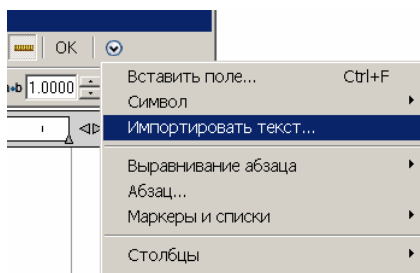 OK
a•b 1.0000
Вставить поле... Ctrl+F
Символ
Импортировать текст...
Выравнивание абзаца
Абзац...
Маркеры и списки
Столбцы